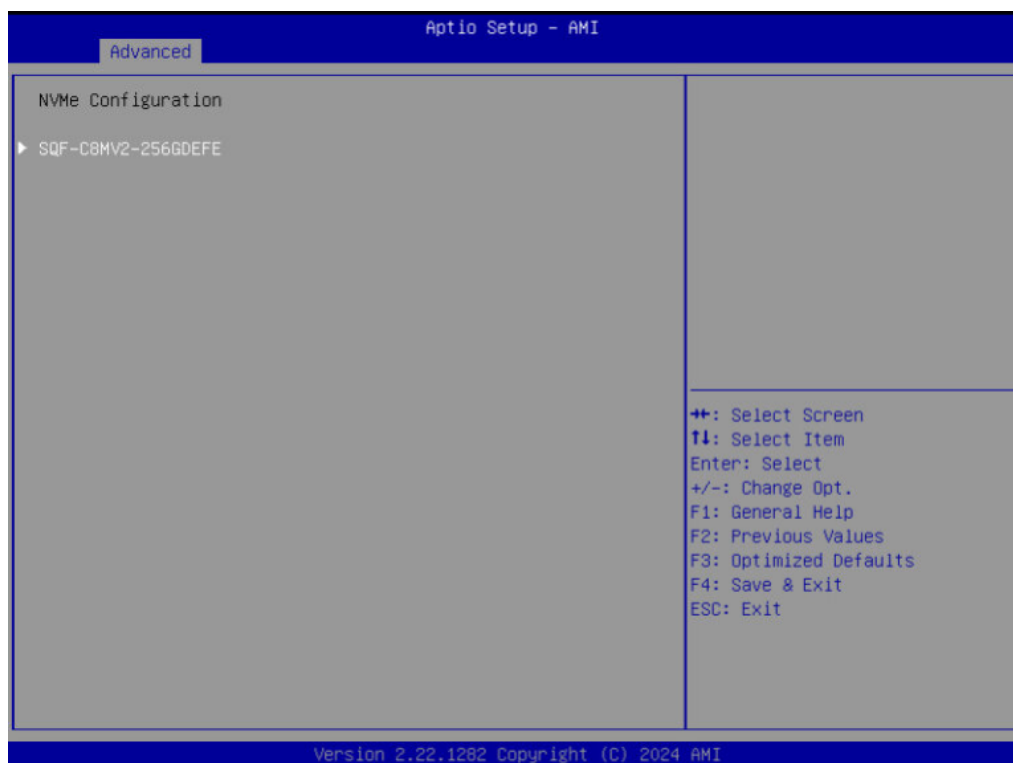 Aptio Setup – AMI
Advanced
NVMe Configuration
SQF-C8MV2-256GDEFE
→←: Select Screen
↑↓: Select Item
Enter: Select
+/-: Change Opt.
F1: General Help
F2: Previous Values
F3: Optimized Defaults
F4: Save & Exit
ESC: Exit
Version 2.22.1282 Copyright (C) 2024 AMI